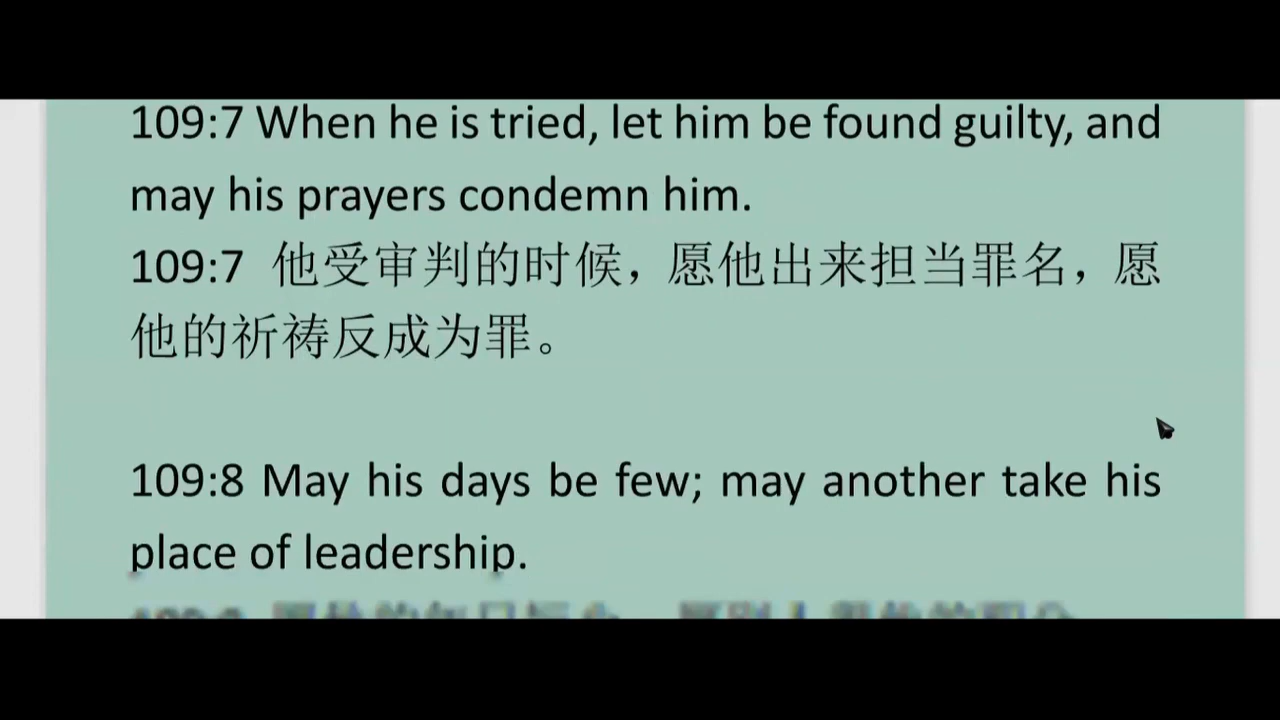 109:7 When he is tried, let him be found guilty, and
may his prayers condemn him.
109:7 他受审判的时候，愿他出来担当罪名，愿
他的祈祷反成为罪。
109:8 May his days be few; may another take his
place of leadership.